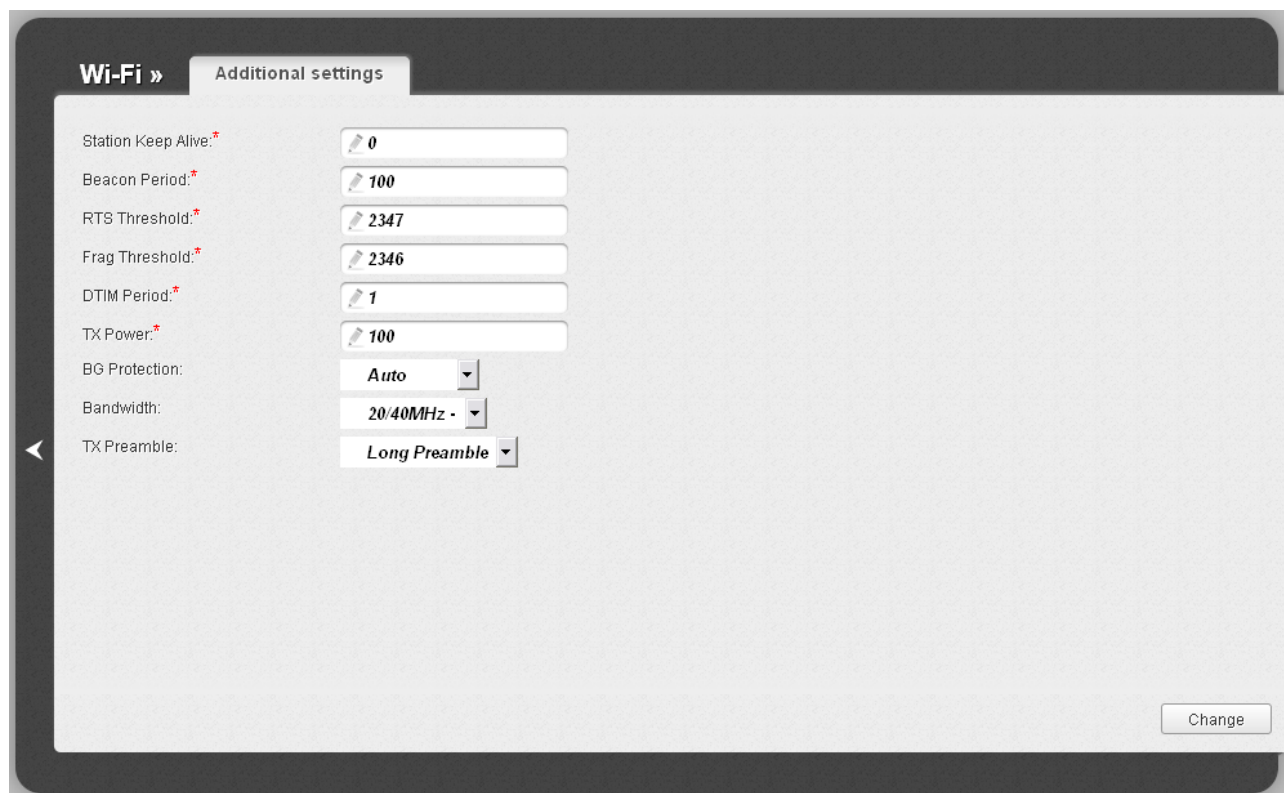 Wi-Fi » Additional settings
Station Keep Alive:* 0
Beacon Period:* 100
RTS Threshold:* 2347
Frag Threshold:* 2346
DTIM Period:* 1
TX Power:* 100
BG Protection: Auto
Bandwidth: 20/40MHz -
TX Preamble: Long Preamble
Change